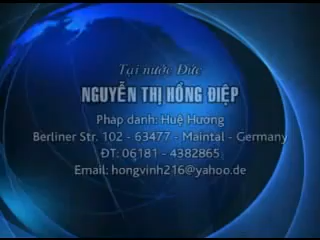 Tại nước Đức
NGUYỄN THỊ HỒNG ĐIỆP
Pháp danh: Huệ Hương
Berliner Str. 102 - 63477 - Maintal - Germany
ĐT: 06181 - 4382865
Email: hongvinh216@yahoo.de